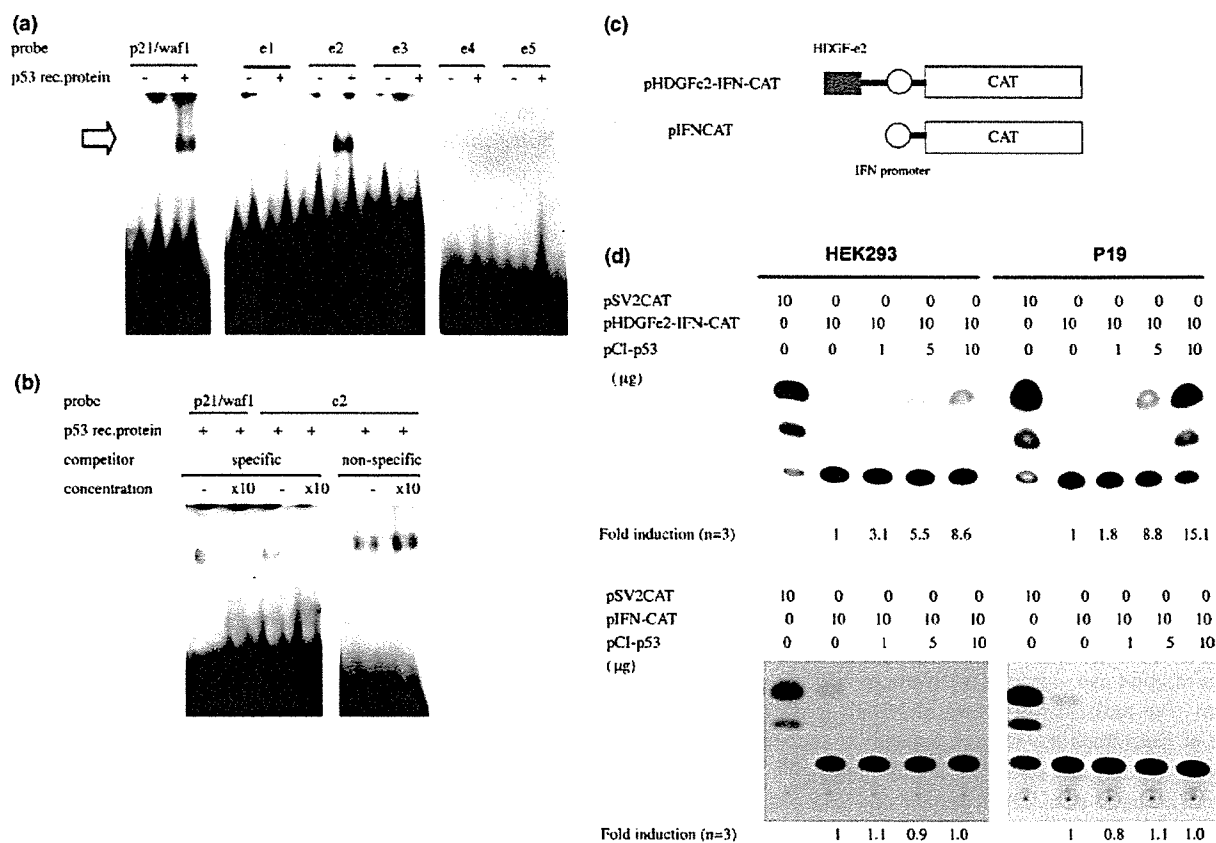 (a)
probe p21/waf1 e1 e2 e3 e4 e5
p53 rec.protein - + - + - + - + - + - +
(b)
probe p21/waf1 e2
p53 rec.protein + + + + + +
competitor specific non-specific
concentration - x10 - x10 - x10
(c)
HDGF-e2
pHDGFe2-IFN-CAT CAT
pIFNCAT CAT
IFN promoter
(d)
HEK293 P19
pSV2CAT 10 0 0 0 0 10 0 0 0 0
pHDGFe2-IFN-CAT 0 10 10 10 10 0 10 10 10 10
pCI-p53 0 0 1 5 10 0 0 1 5 10
(µg)
Fold induction (n=3) 1 3.1 5.5 8.6 1 1.8 8.8 15.1
pSV2CAT 10 0 0 0 0 10 0 0 0 0
pIFN-CAT 0 10 10 10 10 0 10 10 10 10
pCI-p53 0 0 1 5 10 0 0 1 5 10
(µg)
Fold induction (n=3) 1 1.1 0.9 1.0 1 0.8 1.1 1.0